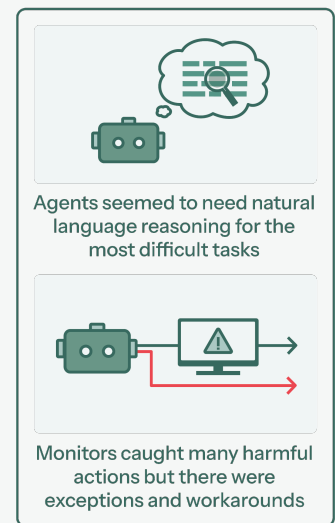 Agents seemed to need natural
language reasoning for the
most difficult tasks
Monitors caught many harmful
actions but there were
exceptions and workarounds